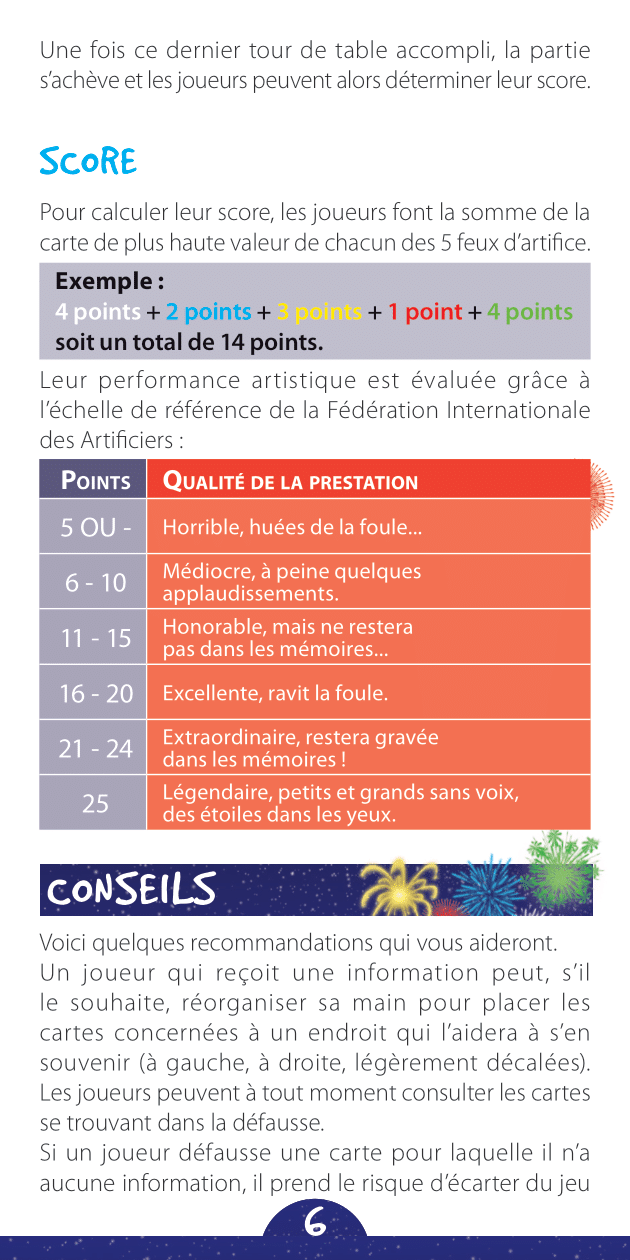 Une fois ce dernier tour de table accompli, la partie
s’achève et les joueurs peuvent alors déterminer leur score.
SCORE
Pour calculer leur score, les joueurs font la somme de la
carte de plus haute valeur de chacun des 5 feux d’artifice.
Exemple :
4 points + 2 points + 3 points + 1 point + 4 points
soit un total de 14 points.
Leur performance artistique est évaluée grâce à
l’échelle de référence de la Fédération Internationale
des Artificiers :
POINTS QUALITÉ DE LA PRESTATION
5 OU - Horrible, huées de la foule...
6 - 10 Médiocre, à peine quelques
applaudissements.
11 - 15 Honorable, mais ne restera
pas dans les mémoires...
16 - 20 Excellente, ravit la foule.
21 - 24 Extraordinaire, restera gravée
dans les mémoires !
25 Légendaire, petits et grands sans voix,
des étoiles dans les yeux.
CONSEILS
Voici quelques recommandations qui vous aideront.
Un joueur qui reçoit une information peut, s’il
le souhaite, réorganiser sa main pour placer les
cartes concernées à un endroit qui l’aidera à s’en
souvenir (à gauche, à droite, légèrement décalées).
Les joueurs peuvent à tout moment consulter les cartes
se trouvant dans la défausse.
Si un joueur défausse une carte pour laquelle il n’a
aucune information, il prend le risque d’écarter du jeu
6